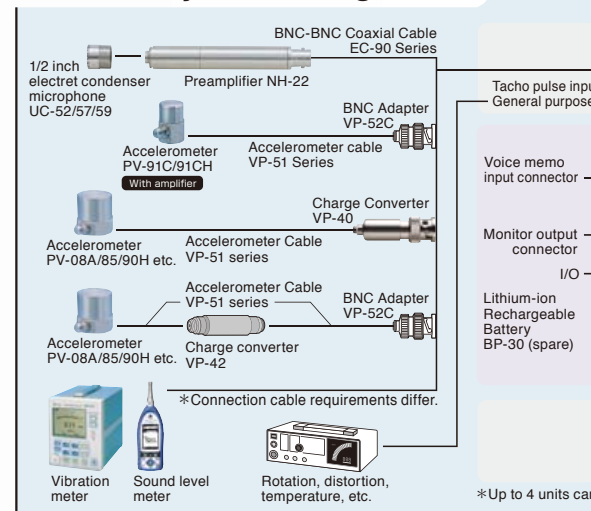 BNC-BNC Coaxial Cable
EC-90 Series
1/2 inch
electret condenser
microphone
UC-52/57/59
Preamplifier NH-22
Tacho pulse inpu
General purpose
BNC Adapter
VP-52C
Accelerometer cable
VP-51 Series
Accelerometer
PV-91C/91CH
With amplifier
Voice memo
input connector
Charge Converter
VP-40
Accelerometer
PV-08A/85/90H etc.
Accelerometer Cable
VP-51 series
Monitor output
connector
I/O
Accelerometer Cable
VP-51 series
BNC Adapter
VP-52C
Lithium-ion
Rechargeable
Battery
BP-30 (spare)
Accelerometer
PV-08A/85/90H etc.
Charge converter
VP-42
*Connection cable requirements differ.
Vibration
meter
Sound level
meter
Rotation, distortion,
temperature, etc.
*Up to 4 units can